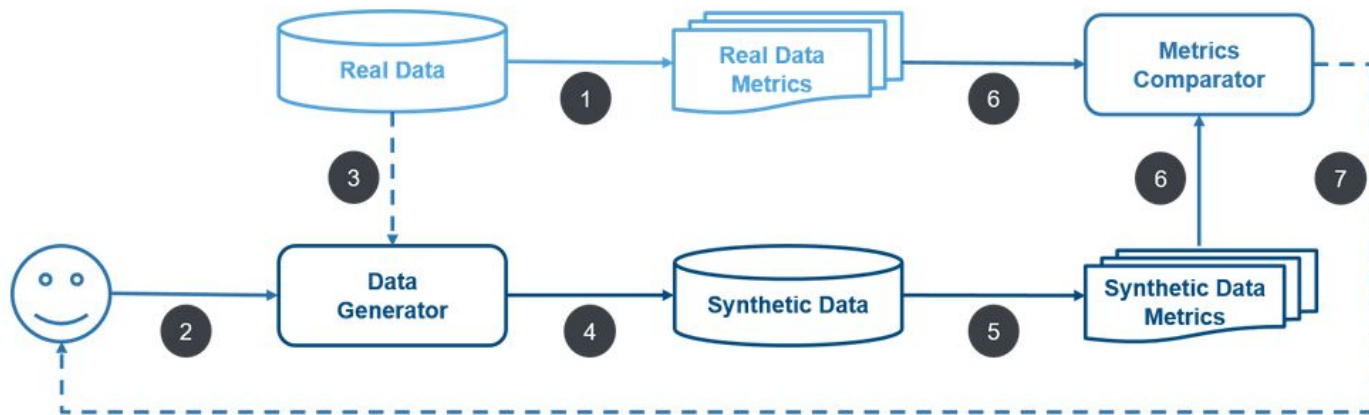 Real Data
1
Real Data
Metrics
6
Metrics
Comparator
3
6
7
Data
Generator
2
4
Synthetic Data
5
Synthetic Data
Metrics